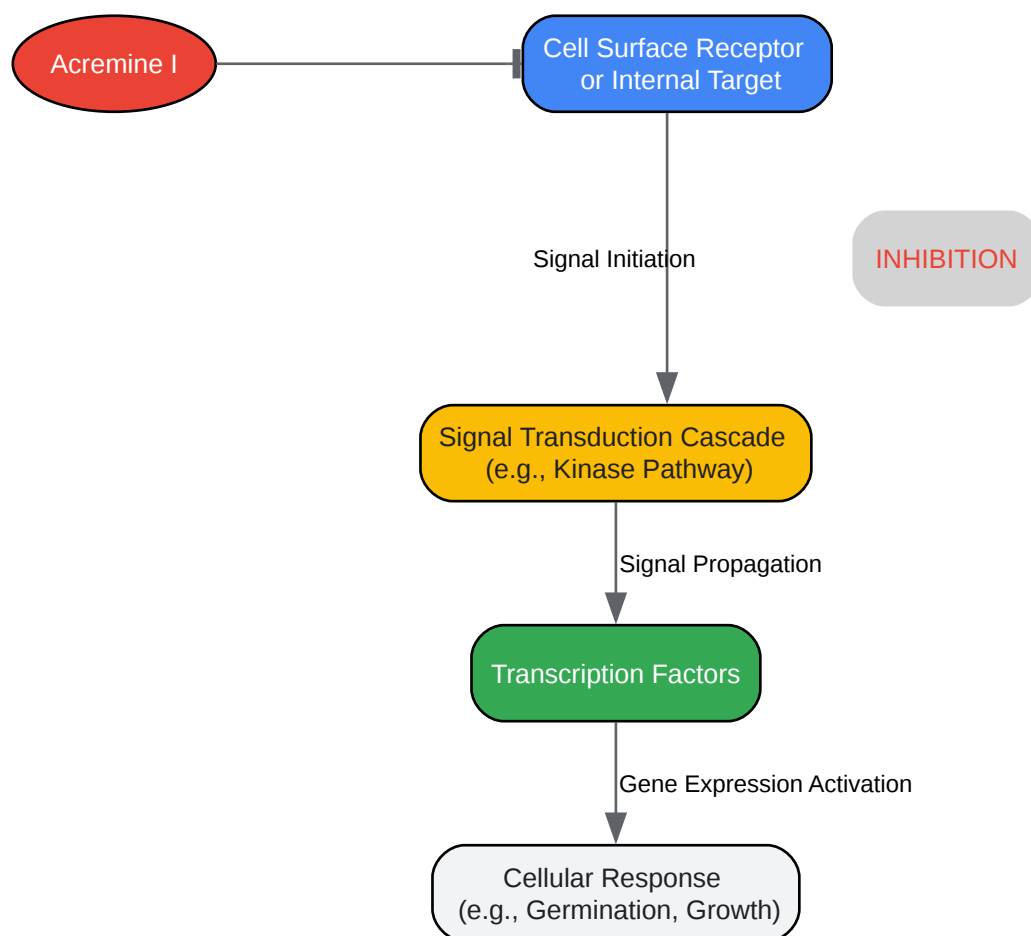 Acremine I
Cell Surface Receptor
or Internal Target
Signal Initiation
INHIBITION
Signal Transduction Cascade
(e.g., Kinase Pathway)
Signal Propagation
Transcription Factors
Gene Expression Activation
Cellular Response
(e.g., Germination, Growth)